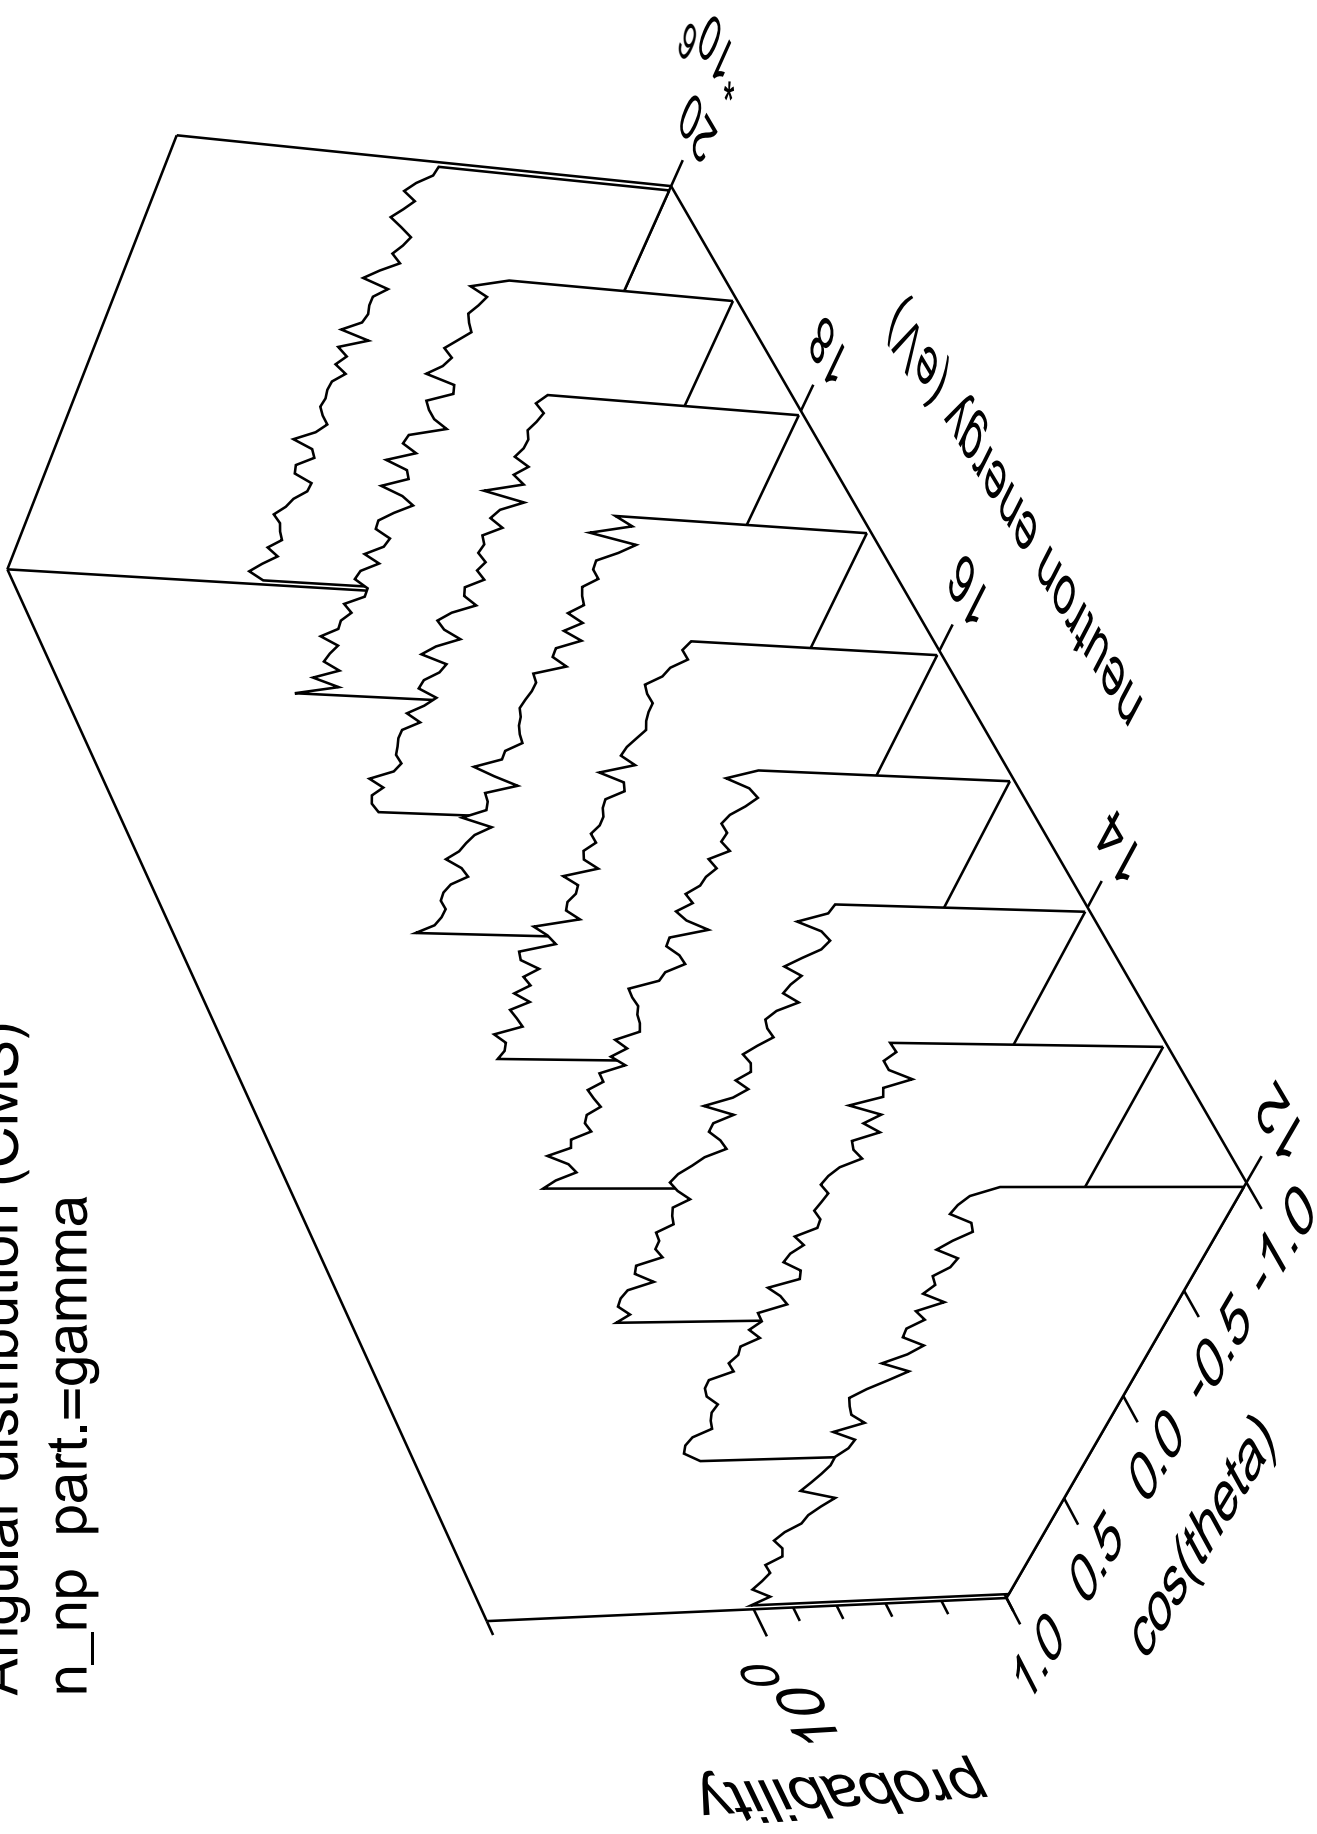 Angular distribution (CMS)
n_np part.=gamma
probability
10 0
1.0
0.5
0.0
-0.5
-1.0
cos(theta)
12
14
16
18
20
* 10 6
neutron energy (eV)